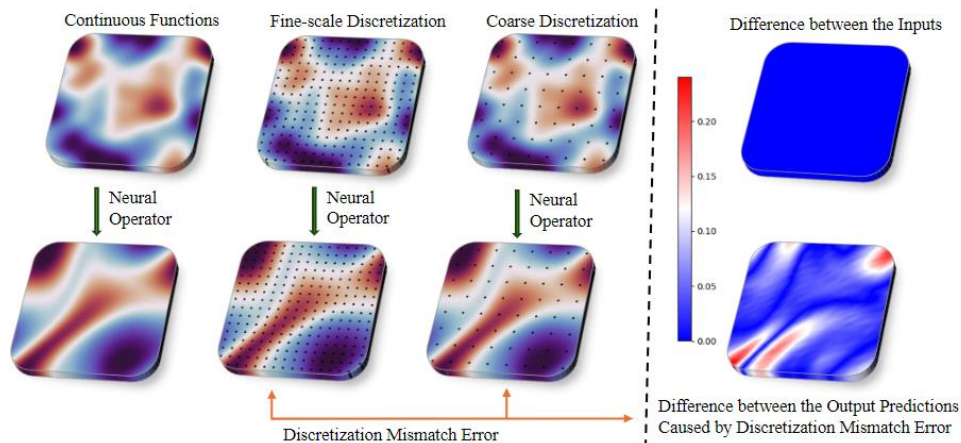 Continuous Functions
Fine-scale Discretization
Coarse Discretization
Neural
Operator
Neural
Operator
Neural
Operator
Discretization Mismatch Error
Difference between the Inputs
0.20
0.15
0.10
0.05
0.00
Difference between the Output Predictions
Caused by Discretization Mismatch Error